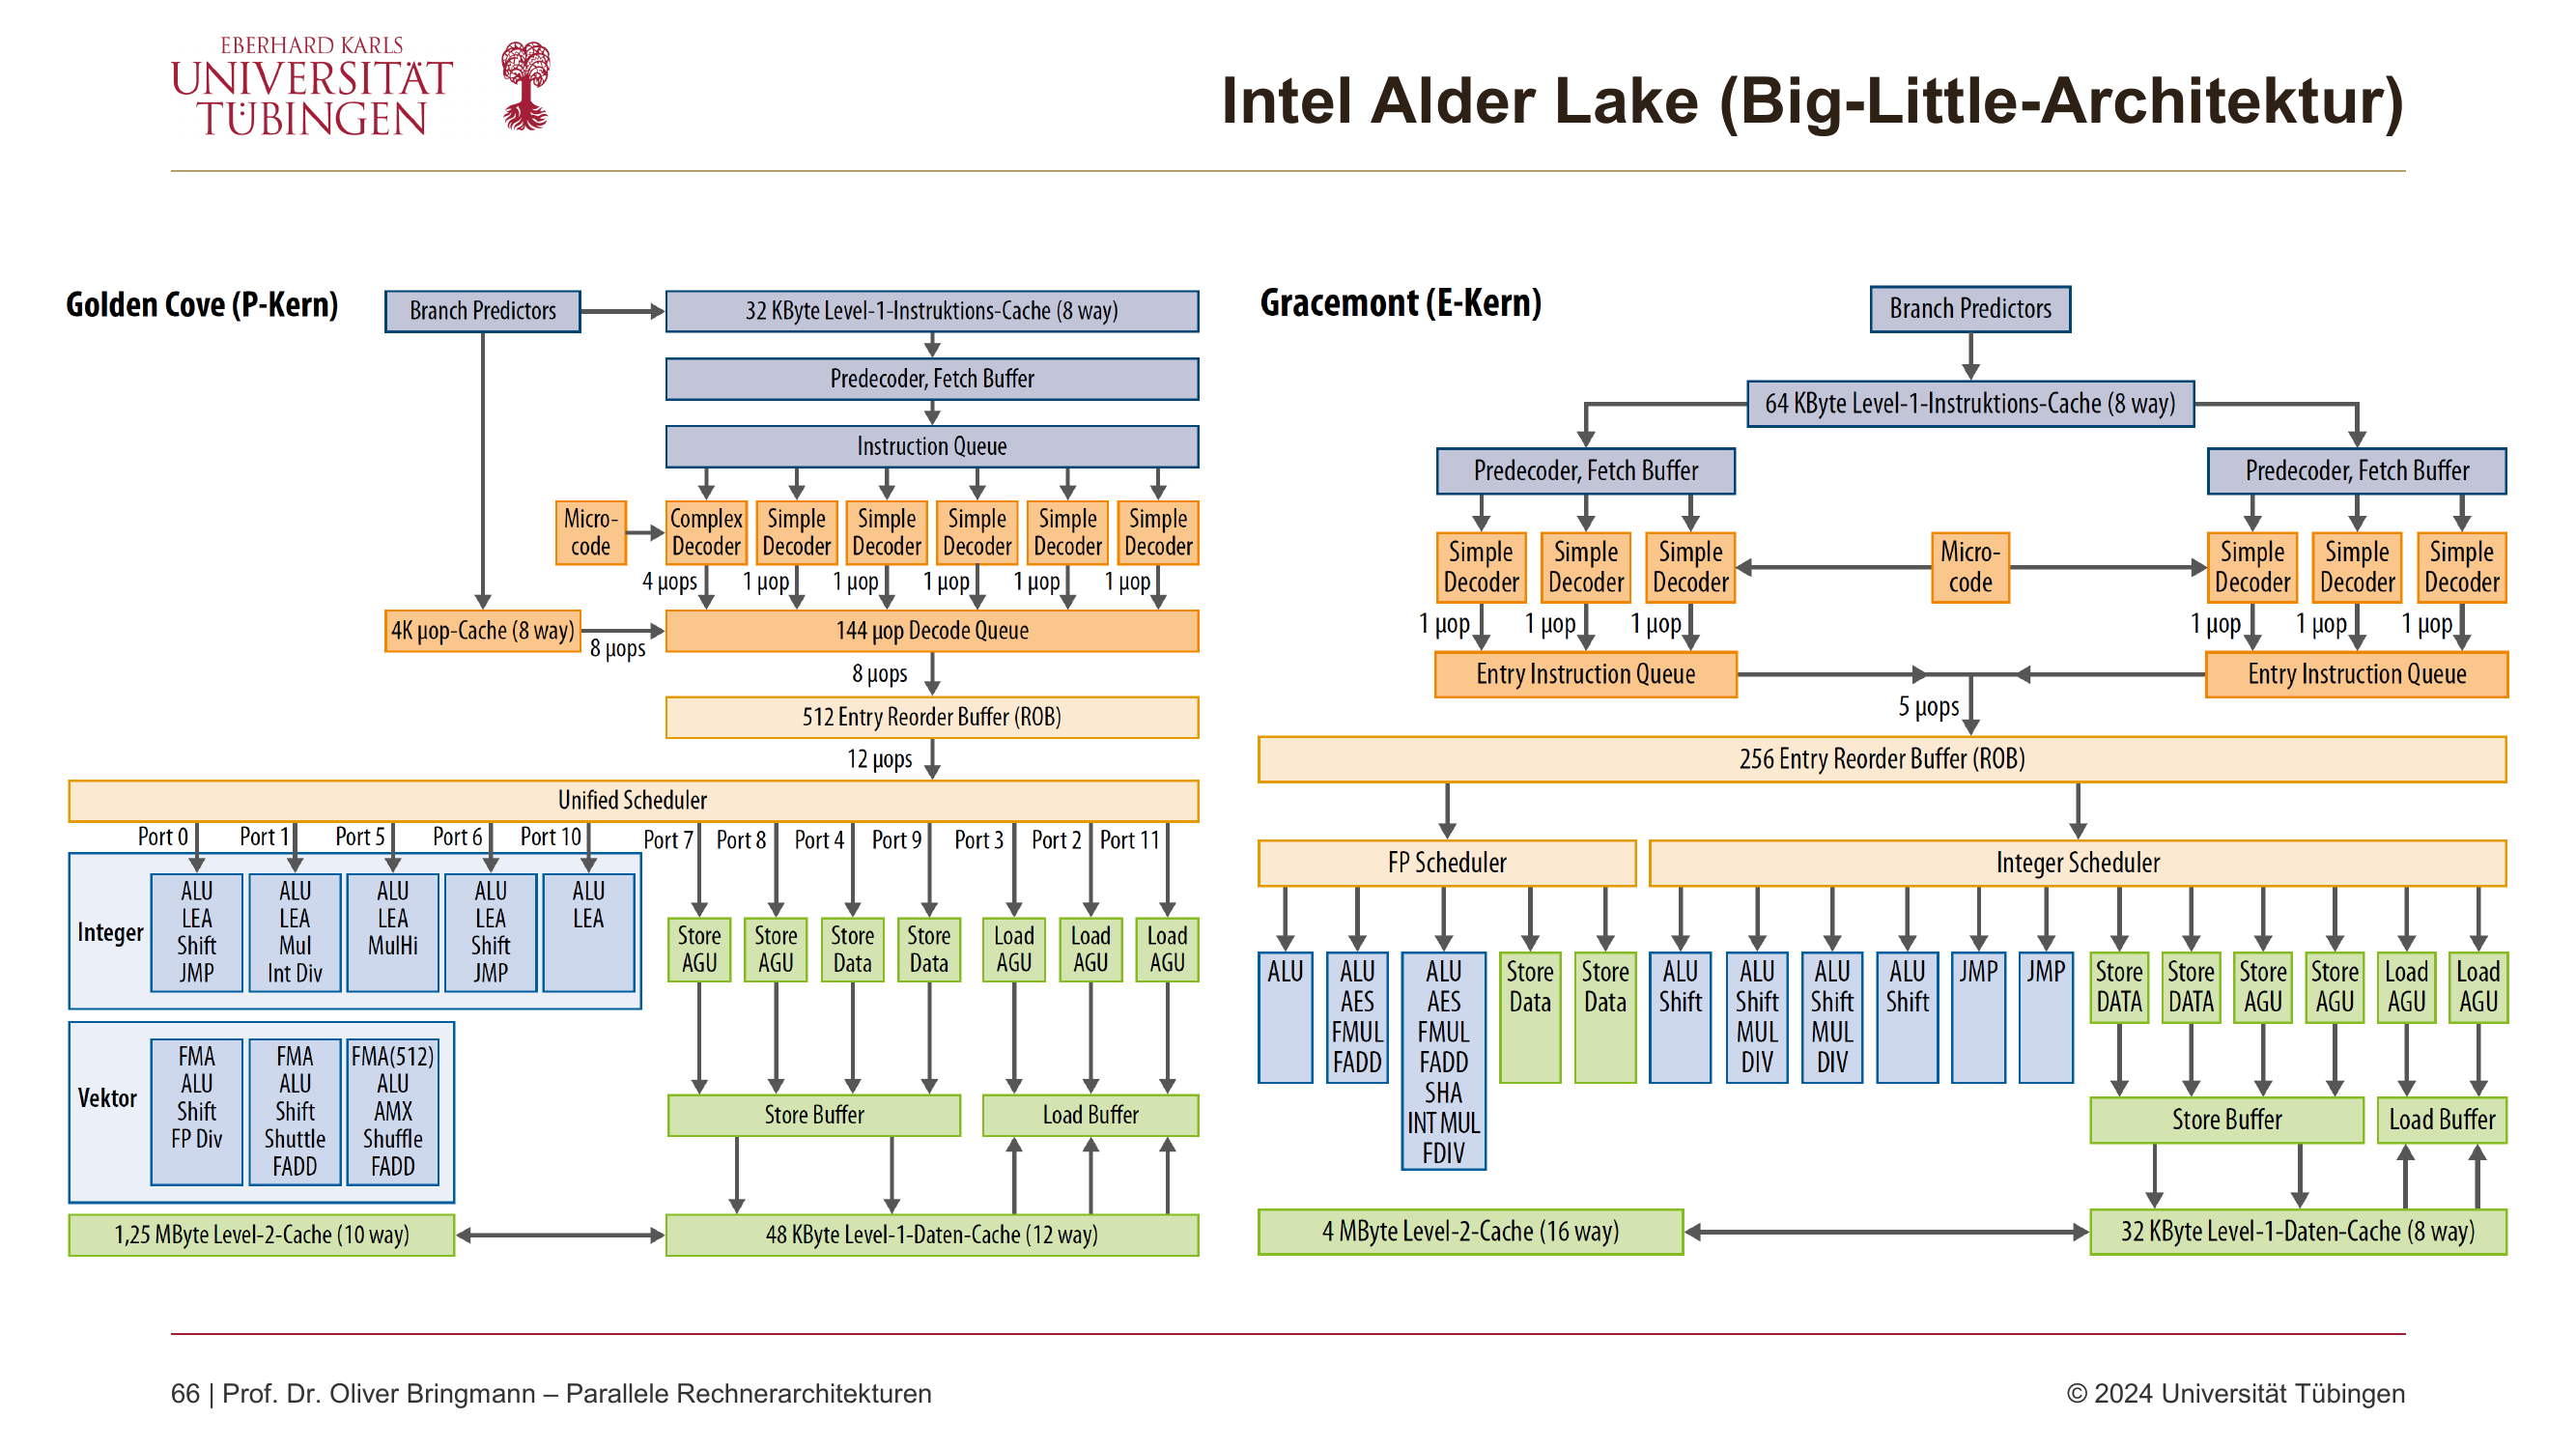 EBERHARD KARLS
UNIVERSITÄT
TÜBINGEN
Intel Alder Lake (Big-Little-Architektur)
Golden Cove (P-Kern)
Branch Predictors
32 KByte Level-1-Instruktions-Cache (8 way)
Predecoder, Fetch Buffer
Instruction Queue
Micro-
code
Complex
Decoder
Simple
Decoder
Simple
Decoder
Simple
Decoder
Simple
Decoder
Simple
Decoder
4 µops
1 µop
1 µop
1 µop
1 µop
1 µop
4K µop-Cache (8 way)
8 µops
144 µop Decode Queue
8 µops
512 Entry Reorder Buffer (ROB)
12 µops
Unified Scheduler
Port 0
Port 1
Port 5
Port 6
Port 10
Port 7
Port 8
Port 4
Port 9
Port 3
Port 2
Port 11
Integer
ALU
LEA
Shift
JMP
ALU
LEA
Mul
Int Div
ALU
LEA
MulHi
ALU
LEA
Shift
JMP
ALU
LEA
Store
AGU
Store
AGU
Store
Data
Store
Data
Load
AGU
Load
AGU
Load
AGU
Vektor
FMA
ALU
Shift
FP Div
FMA
ALU
Shift
Shuttle
FADD
FMA(512)
ALU
AMX
Shuffle
FADD
Store Buffer
Load Buffer
1,25 MByte Level-2-Cache (10 way)
48 KByte Level-1-Daten-Cache (12 way)
Gracemont (E-Kern)
Branch Predictors
64 KByte Level-1-Instruktions-Cache (8 way)
Predecoder, Fetch Buffer
Predecoder, Fetch Buffer
Simple
Decoder
Simple
Decoder
Simple
Decoder
Micro-
code
Simple
Decoder
Simple
Decoder
Simple
Decoder
1 µop
1 µop
1 µop
1 µop
1 µop
1 µop
Entry Instruction Queue
Entry Instruction Queue
5 µops
256 Entry Reorder Buffer (ROB)
FP Scheduler
Integer Scheduler
ALU
ALU
AES
FMUL
FADD
ALU
AES
FMUL
FADD
SHA
INT MUL
FDIV
Store
Data
Store
Data
ALU
Shift
ALU
Shift
MUL
DIV
ALU
Shift
MUL
DIV
ALU
Shift
JMP
JMP
Store
DATA
Store
DATA
Store
AGU
Store
AGU
Load
AGU
Load
AGU
Store Buffer
Load Buffer
4 MByte Level-2-Cache (16 way)
32 KByte Level-1-Daten-Cache (8 way)
66 | Prof. Dr. Oliver Bringmann – Parallele Rechnerarchitekturen
© 2024 Universität Tübingen